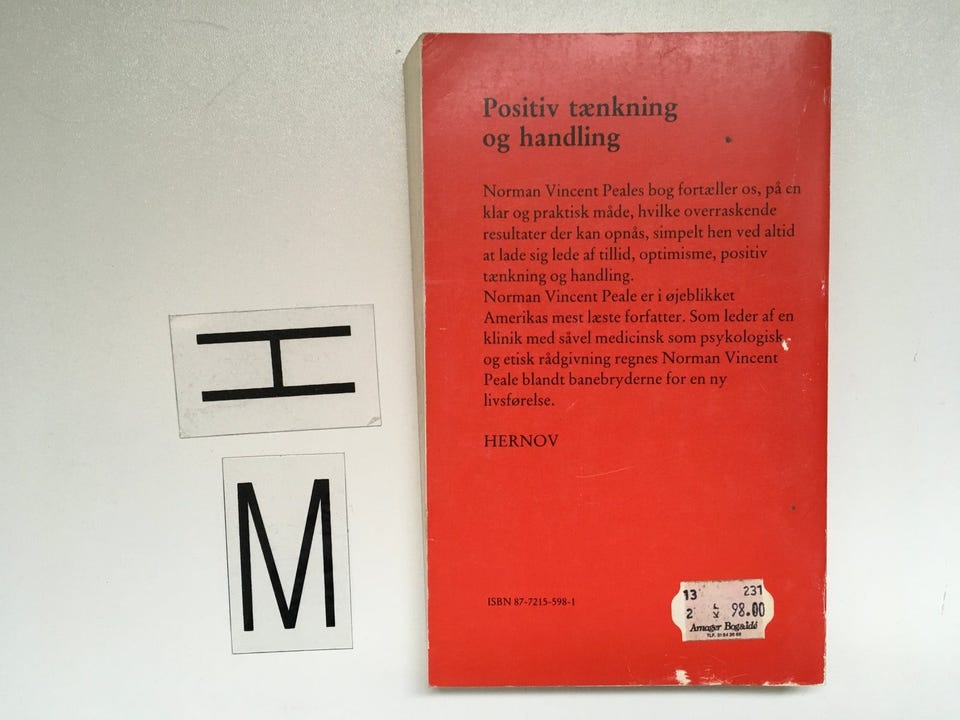 Positiv tænkning
og handling
Norman Vincent Peales bog fortæller os, på en
klar og praktisk måde, hvilke overraskende
resultater der kan opnås, simpelt hen ved altid
at lade sig lede af tillid, optimisme, positiv
tænkning og handling.
Norman Vincent Peale er i øjeblikket
Amerikas mest læste forfatter. Som leder af en
klinik med såvel medicinsk som psykologisk
og etisk rådgivning regnes Norman Vincent
Peale blandt banebryderne for en ny
livsførelse.
HERNOV
H
M
ISBN 87-7215-598-1
13 231
2 98.00
Amager Bogaldé